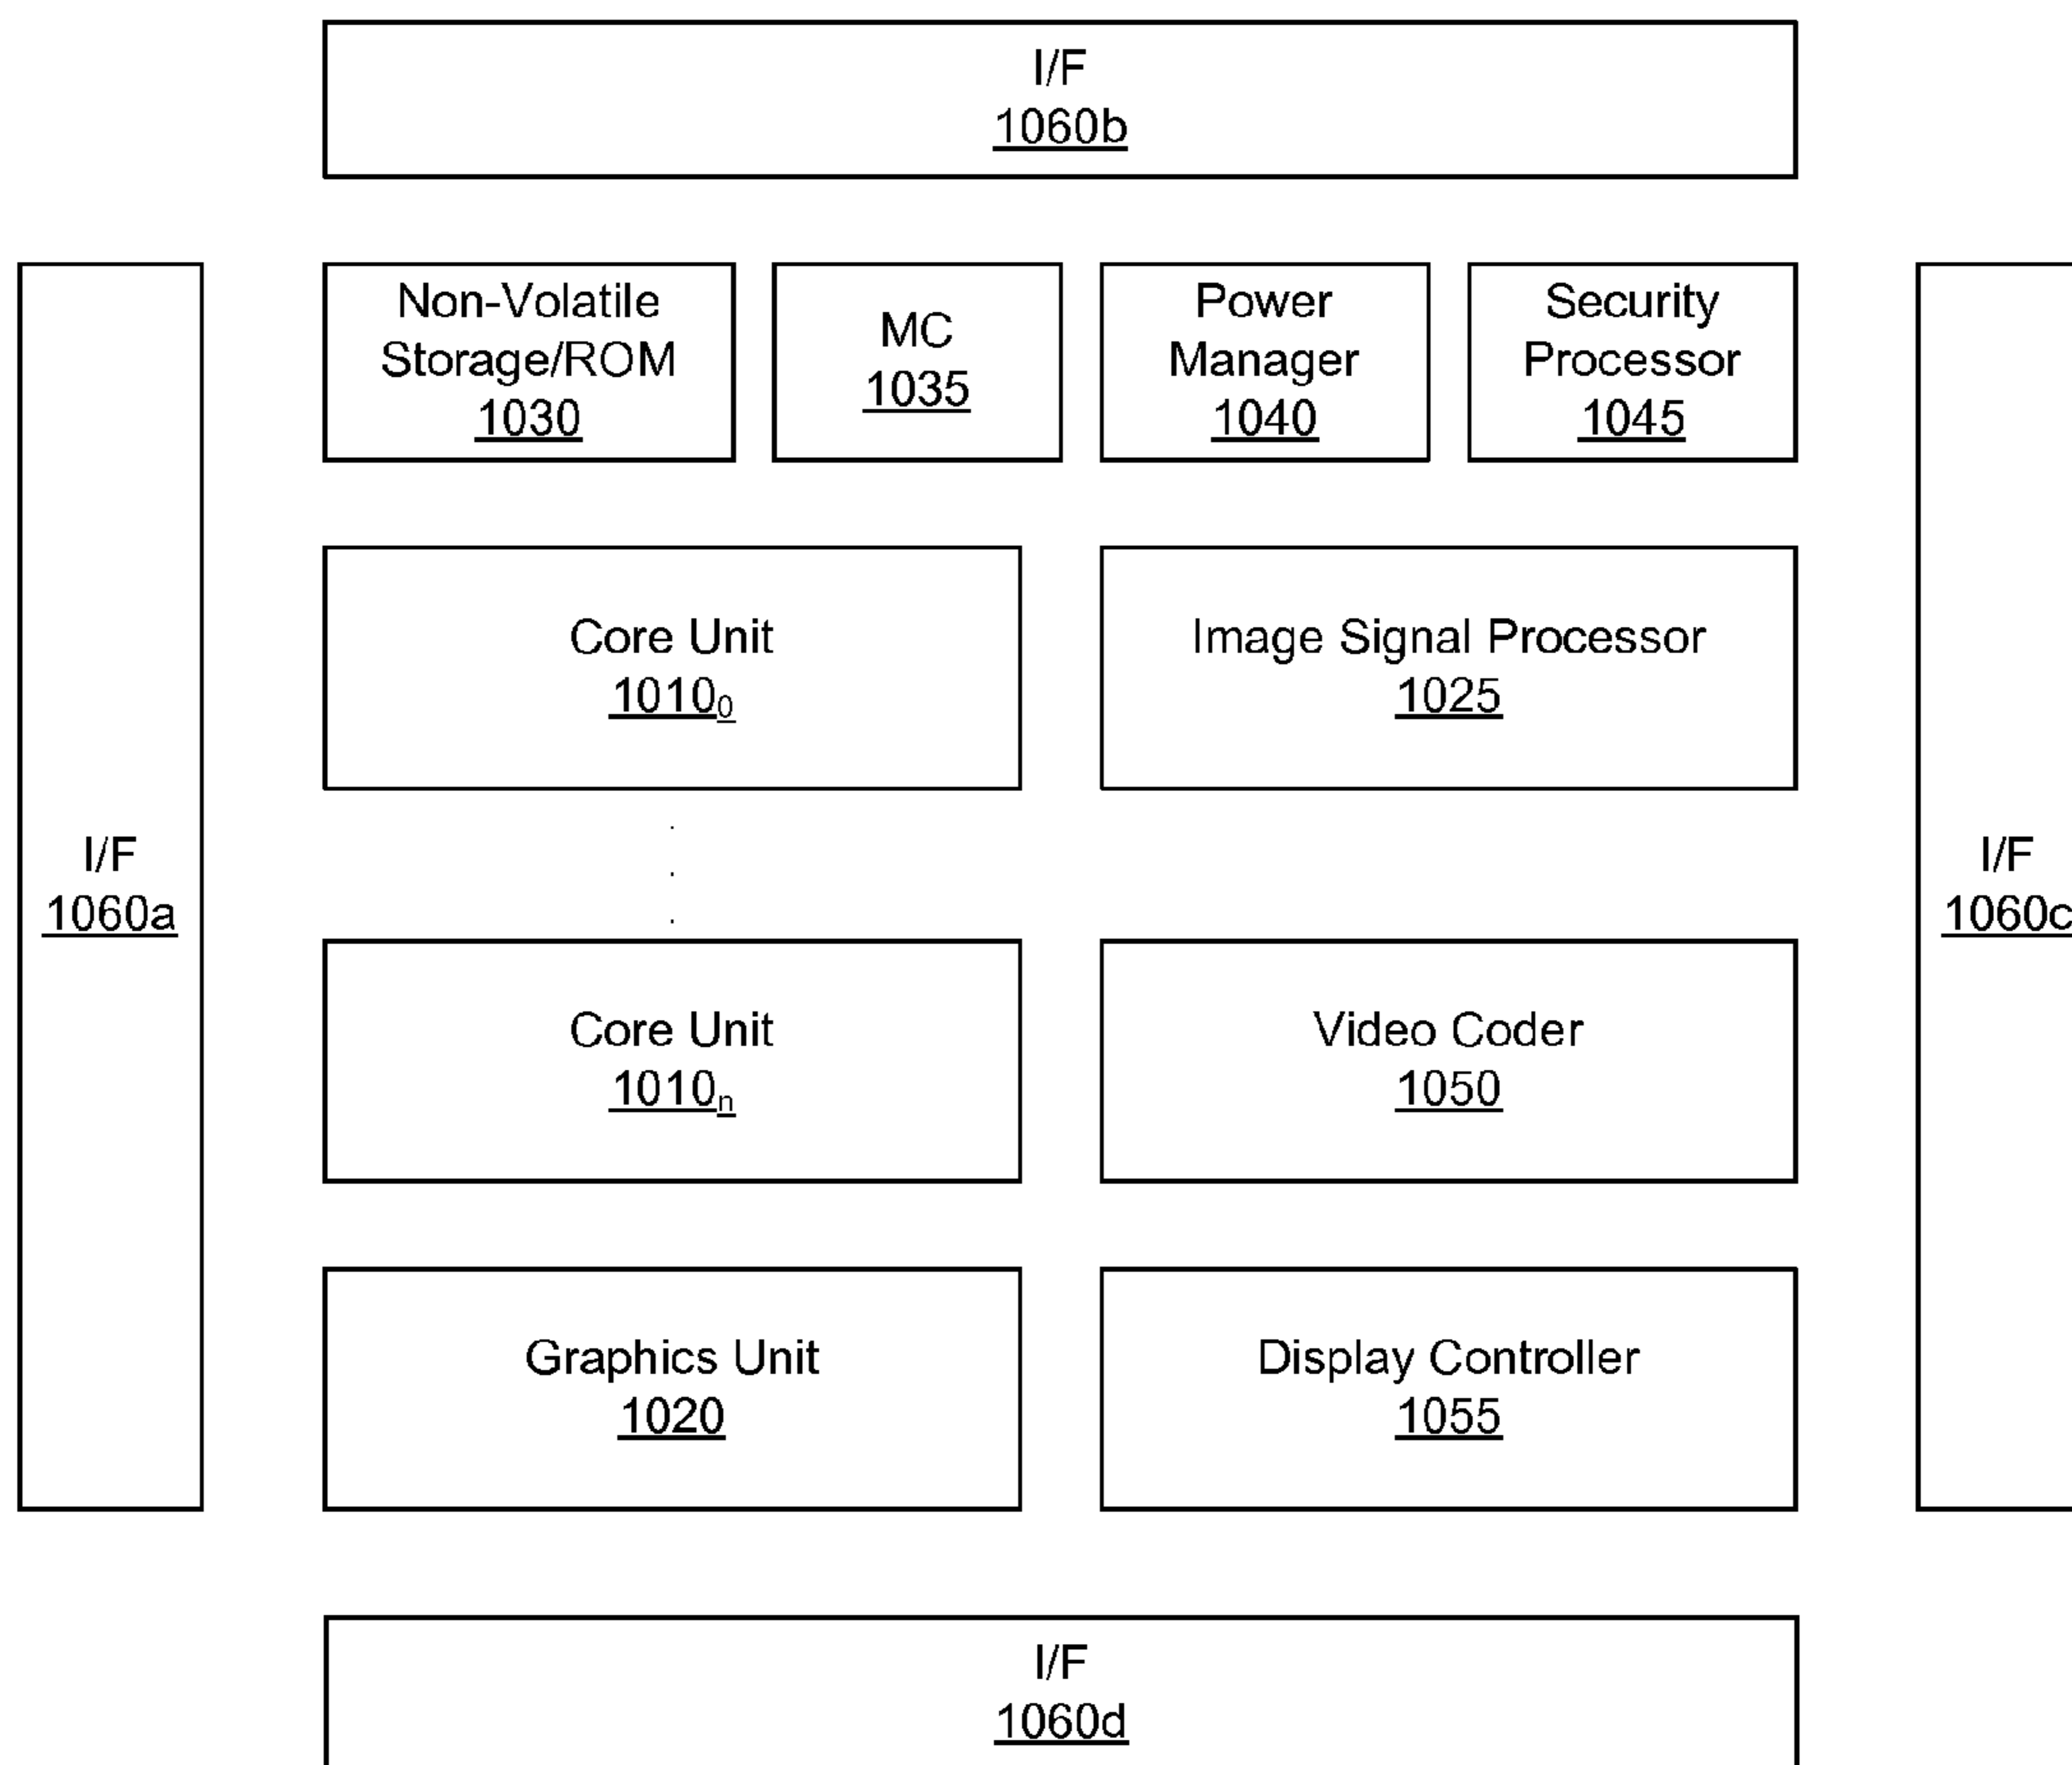 I/F
1060b
Non-Volatile
Storage/ROM
1030
MC
1035
Power
Manager
1040
Security
Processor
1045
I/F
1060a
Core Unit
1010₀
Image Signal Processor
1025
I/F
1060c
Core Unit
1010ₙ
Video Coder
1050
Graphics Unit
1020
Display Controller
1055
I/F
1060d